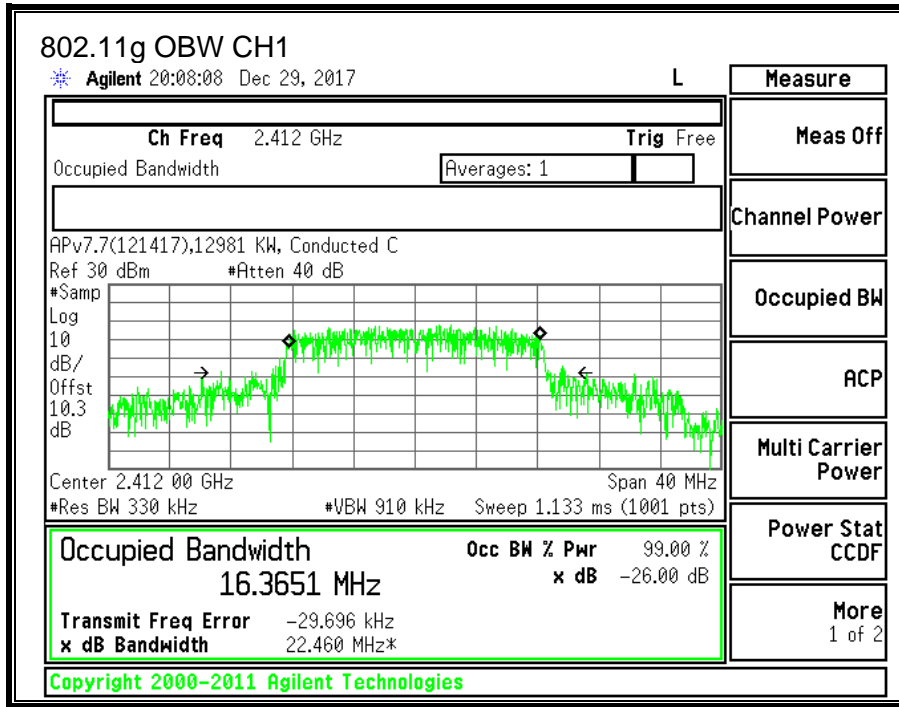 802.11g OBW CH1
Agilent 20:08:08 Dec 29, 2017 L
Measure
Ch Freq 2.412 GHz Trig Free
Meas Off
Occupied Bandwidth Averages: 1
Channel Power
APv7.7(121417),12981 KW, Conducted C
Ref 30 dBm #Atten 40 dB
#Samp
Log
10
dB/
Offst
10.3
dB
Occupied BW
ACP
Center 2.412 00 GHz Span 40 MHz
#Res BW 330 kHz #VBW 910 kHz Sweep 1.133 ms (1001 pts)
Multi Carrier
Power
Occupied Bandwidth Occ BW % Pwr 99.00 %
16.3651 MHz x dB -26.00 dB
Power Stat
CCDF
Transmit Freq Error -29.696 kHz
x dB Bandwidth 22.460 MHz*
More
1 of 2
Copyright 2000-2011 Agilent Technologies